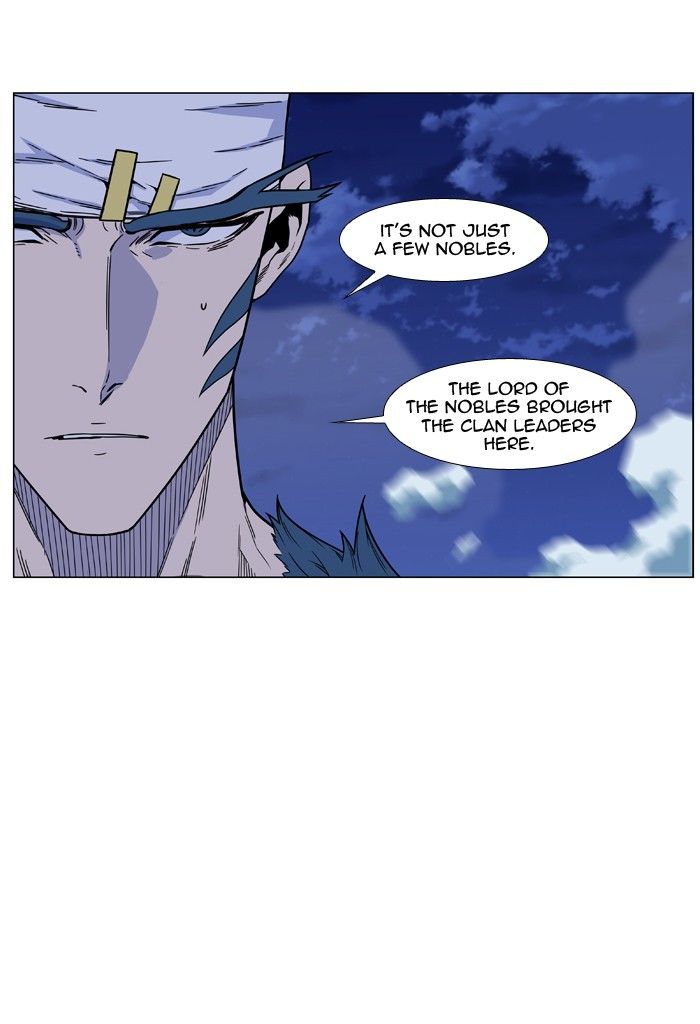 IT'S NOT JUST
A FEW NOBLES.
THE LORD OF
THE NOBLES BROUGHT
THE CLAN LEADERS
HERE.